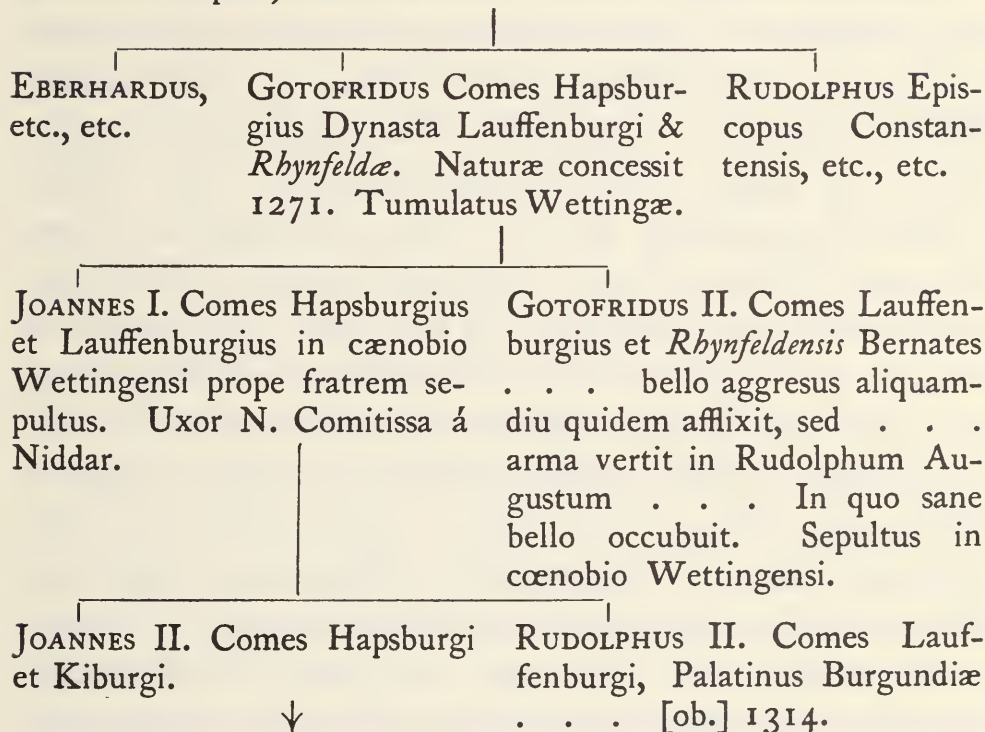 EBERHARDUS,
etc., etc.
GOTOFRIDUS Comes Hapsbur-
gius Dynasta Lauffenburgi &
Rhynfeldæ. Naturæ concessit
1271. Tumulatus Wettingæ.
RUDOLPHUS Epis-
copus Constan-
tensis, etc., etc.
JOANNES I. Comes Hapsburgius
et Lauffenburgius in cænobio
Wettingensi prope fratrem se-
pultus. Uxor N. Comitissa á
Niddar.
GOTOFRIDUS II. Comes Lauffen-
burgius et Rhynfeldensis Bernates
. . . bello aggresus aliquam-
diu quidem afflixit, sed . . .
arma vertit in Rudolphum Au-
gustum . . . In quo sane
bello occubuit. Sepultus in
cœnobio Wettingensi.
JOANNES II. Comes Hapsburgi
et Kiburgi.
RUDOLPHUS II. Comes Lauf-
fenburgi, Palatinus Burgundiæ
. . . [ob.] 1314.